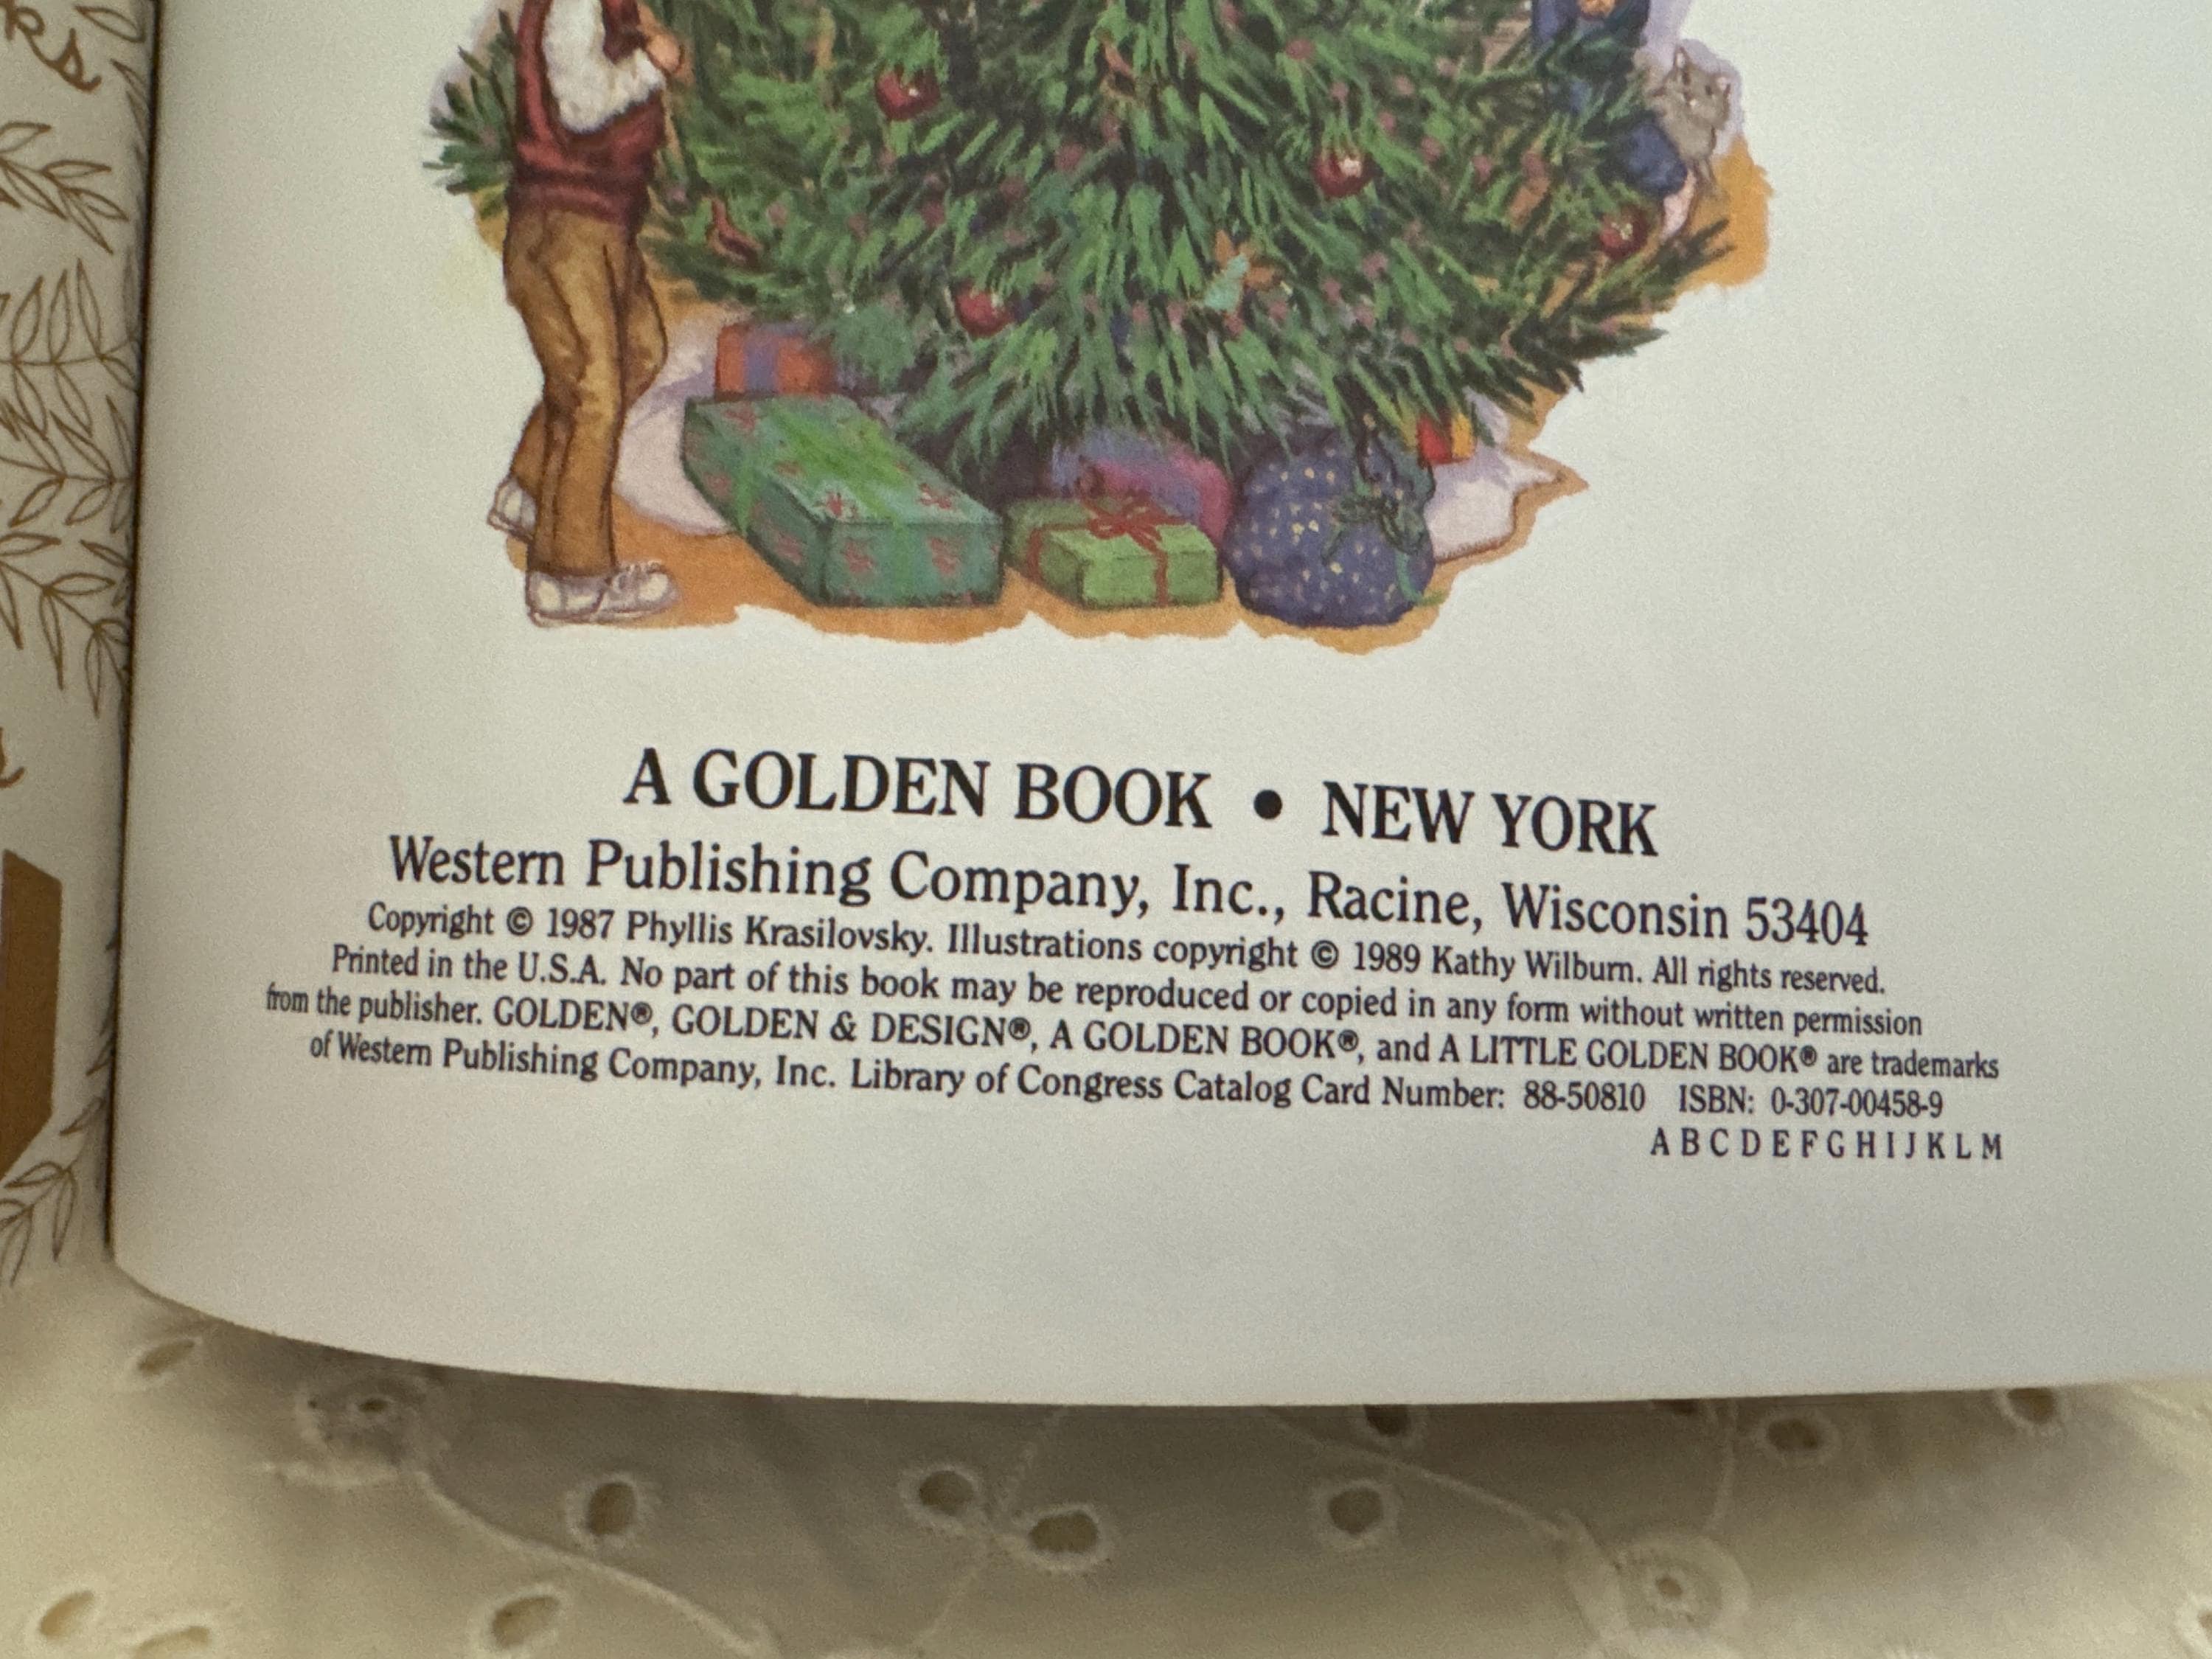 ks
A GOLDEN BOOK • NEW YORK
Western Publishing Company, Inc., Racine, Wisconsin 53404
Copyright © 1987 Phyllis Krasilovsky. Illustrations copyright © 1989 Kathy Wilburn. All rights reserved.
Printed in the U.S.A. No part of this book may be reproduced or copied in any form without written permission
from the publisher. GOLDEN®, GOLDEN & DESIGN®, A GOLDEN BOOK®, and A LITTLE GOLDEN BOOK® are trademarks
of Western Publishing Company, Inc. Library of Congress Catalog Card Number: 88-50810 ISBN: 0-307-00458-9
A B C D E F G H I J K L M